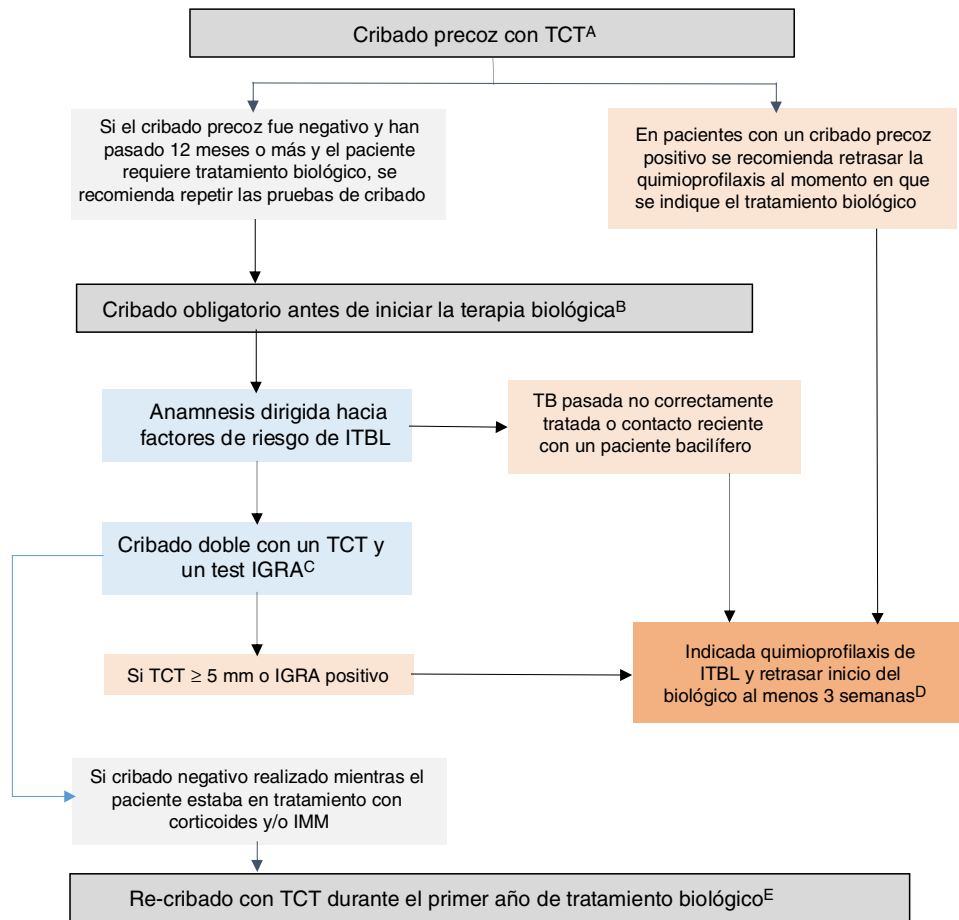 Cribado precoz con TCTA
Si el cribado precoz fue negativo y han
pasado 12 meses o más y el paciente
requiere tratamiento biológico, se
recomienda repetir las pruebas de cribado
En pacientes con un cribado precoz
positivo se recomienda retrasar la
quimioprofilaxis al momento en que
se indique el tratamiento biológico
Cribado obligatorio antes de iniciar la terapia biológicaB
Anamnesis dirigida hacia
factores de riesgo de ITBL
TB pasada no correctamente
tratada o contacto reciente
con un paciente bacilífero
Cribado doble con un TCT y
un test IGRAC
Si TCT ≥ 5 mm o IGRA positivo
Indicada quimioprofilaxis de
ITBL y retrasar inicio del
biológico al menos 3 semanasD
Si cribado negativo realizado mientras el
paciente estaba en tratamiento con
corticoides y/o IMM
Re-cribado con TCT durante el primer año de tratamiento biológicoE